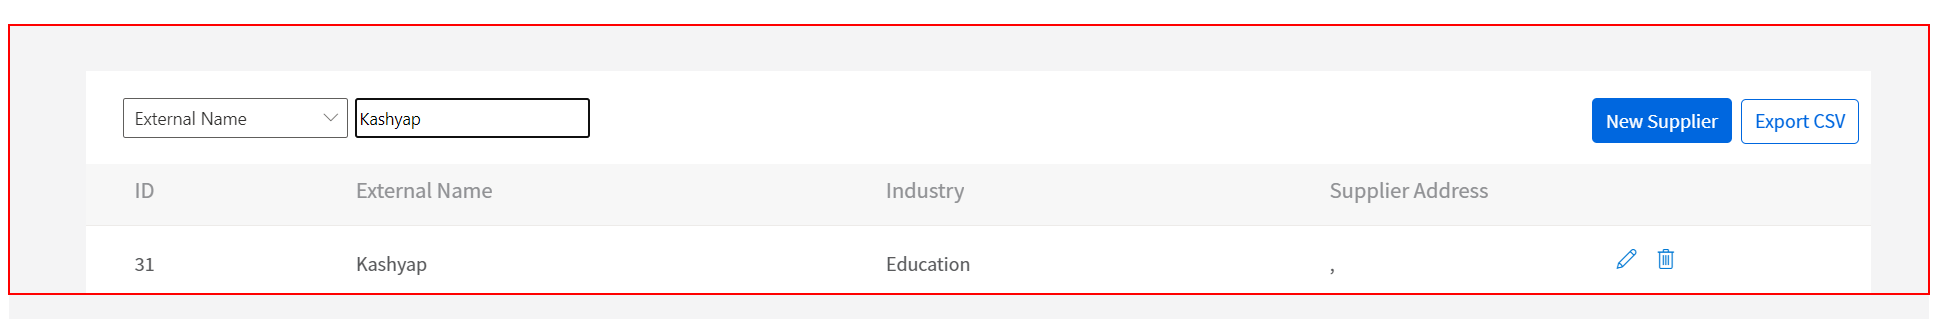 External Name Kashyap New Supplier Export CSV
ID External Name Industry Supplier Address
31 Kashyap Education ,